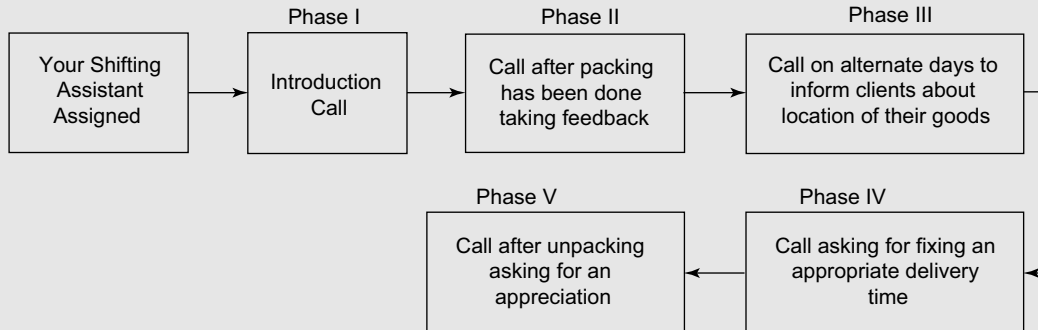 Your Shifting
Assistant
Assigned
Phase I
Introduction
Call
Phase II
Call after packing
has been done
taking feedback
Phase III
Call on alternate days to
inform clients about
location of their goods
Phase IV
Call asking for fixing an
appropriate delivery
time
Phase V
Call after unpacking
asking for an
appreciation